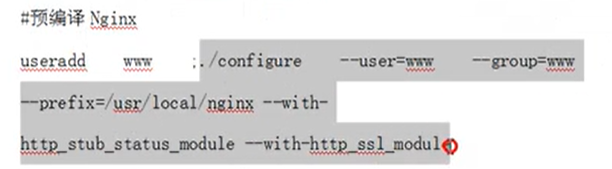 #预编译 Nginx
useradd www ;./configure --user=www --group=www
--prefix=/usr/local/nginx --with-
http_stub_status_module --with-http_ssl_module